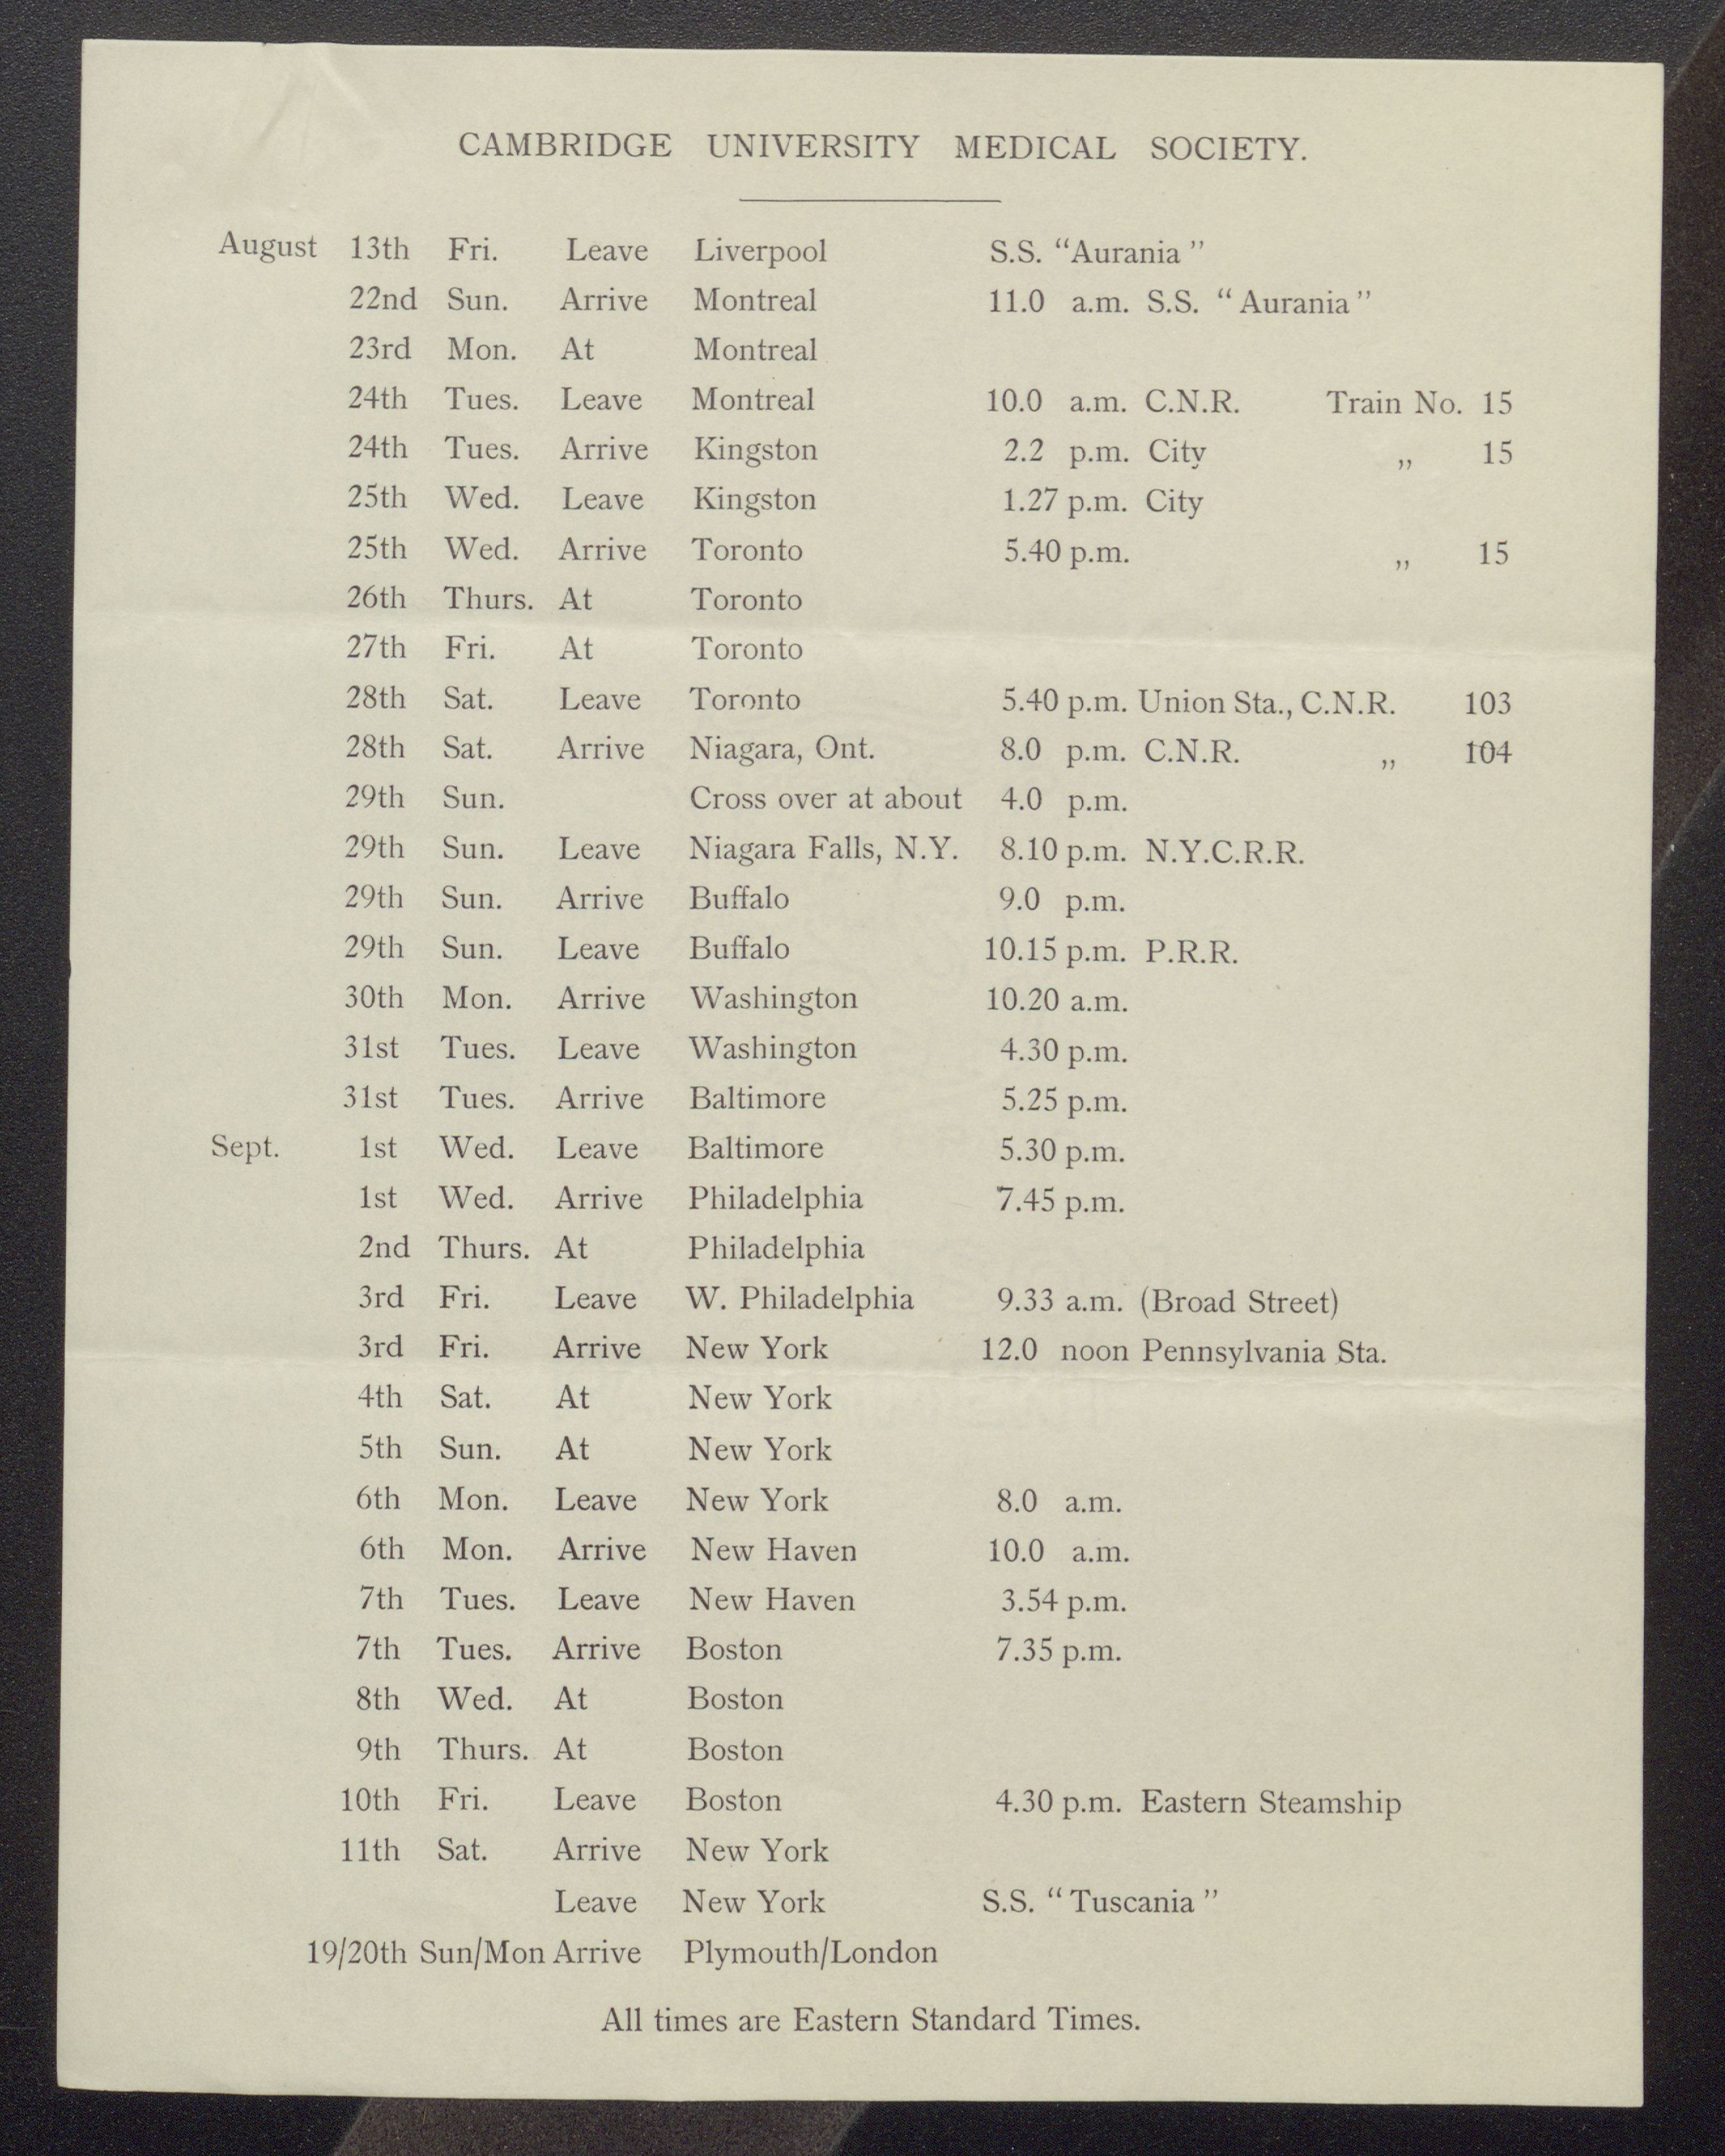 CAMBRIDGE UNIVERSITY MEDICAL SOCIETY.
August 13th Fri. Leave Liverpool S.S. "Aurania"
22nd Sun. Arrive Montreal 11.0 a.m. S.S. "Aurania"
23rd Mon. At Montreal
24th Tues. Leave Montreal 10.0 a.m. C.N.R. Train No. 15
24th Tues. Arrive Kingston 2.2 p.m. City „ 15
25th Wed. Leave Kingston 1.27 p.m. City
25th Wed. Arrive Toronto 5.40 p.m. „ 15
26th Thurs. At Toronto
27th Fri. At Toronto
28th Sat. Leave Toronto 5.40 p.m. Union Sta., C.N.R. 103
28th Sat. Arrive Niagara, Ont. 8.0 p.m. C.N.R. „ 104
29th Sun. Cross over at about 4.0 p.m.
29th Sun. Leave Niagara Falls, N.Y. 8.10 p.m. N.Y.C.R.R.
29th Sun. Arrive Buffalo 9.0 p.m.
29th Sun. Leave Buffalo 10.15 p.m. P.R.R.
30th Mon. Arrive Washington 10.20 a.m.
31st Tues. Leave Washington 4.30 p.m.
31st Tues. Arrive Baltimore 5.25 p.m.
Sept. 1st Wed. Leave Baltimore 5.30 p.m.
1st Wed. Arrive Philadelphia 7.45 p.m.
2nd Thurs. At Philadelphia
3rd Fri. Leave W. Philadelphia 9.33 a.m. (Broad Street)
3rd Fri. Arrive New York 12.0 noon Pennsylvania Sta.
4th Sat. At New York
5th Sun. At New York
6th Mon. Leave New York 8.0 a.m.
6th Mon. Arrive New Haven 10.0 a.m.
7th Tues. Leave New Haven 3.54 p.m.
7th Tues. Arrive Boston 7.35 p.m.
8th Wed. At Boston
9th Thurs. At Boston
10th Fri. Leave Boston 4.30 p.m. Eastern Steamship
11th Sat. Arrive New York
Leave New York S.S. "Tuscania"
19/20th Sun/Mon Arrive Plymouth/London
All times are Eastern Standard Times.